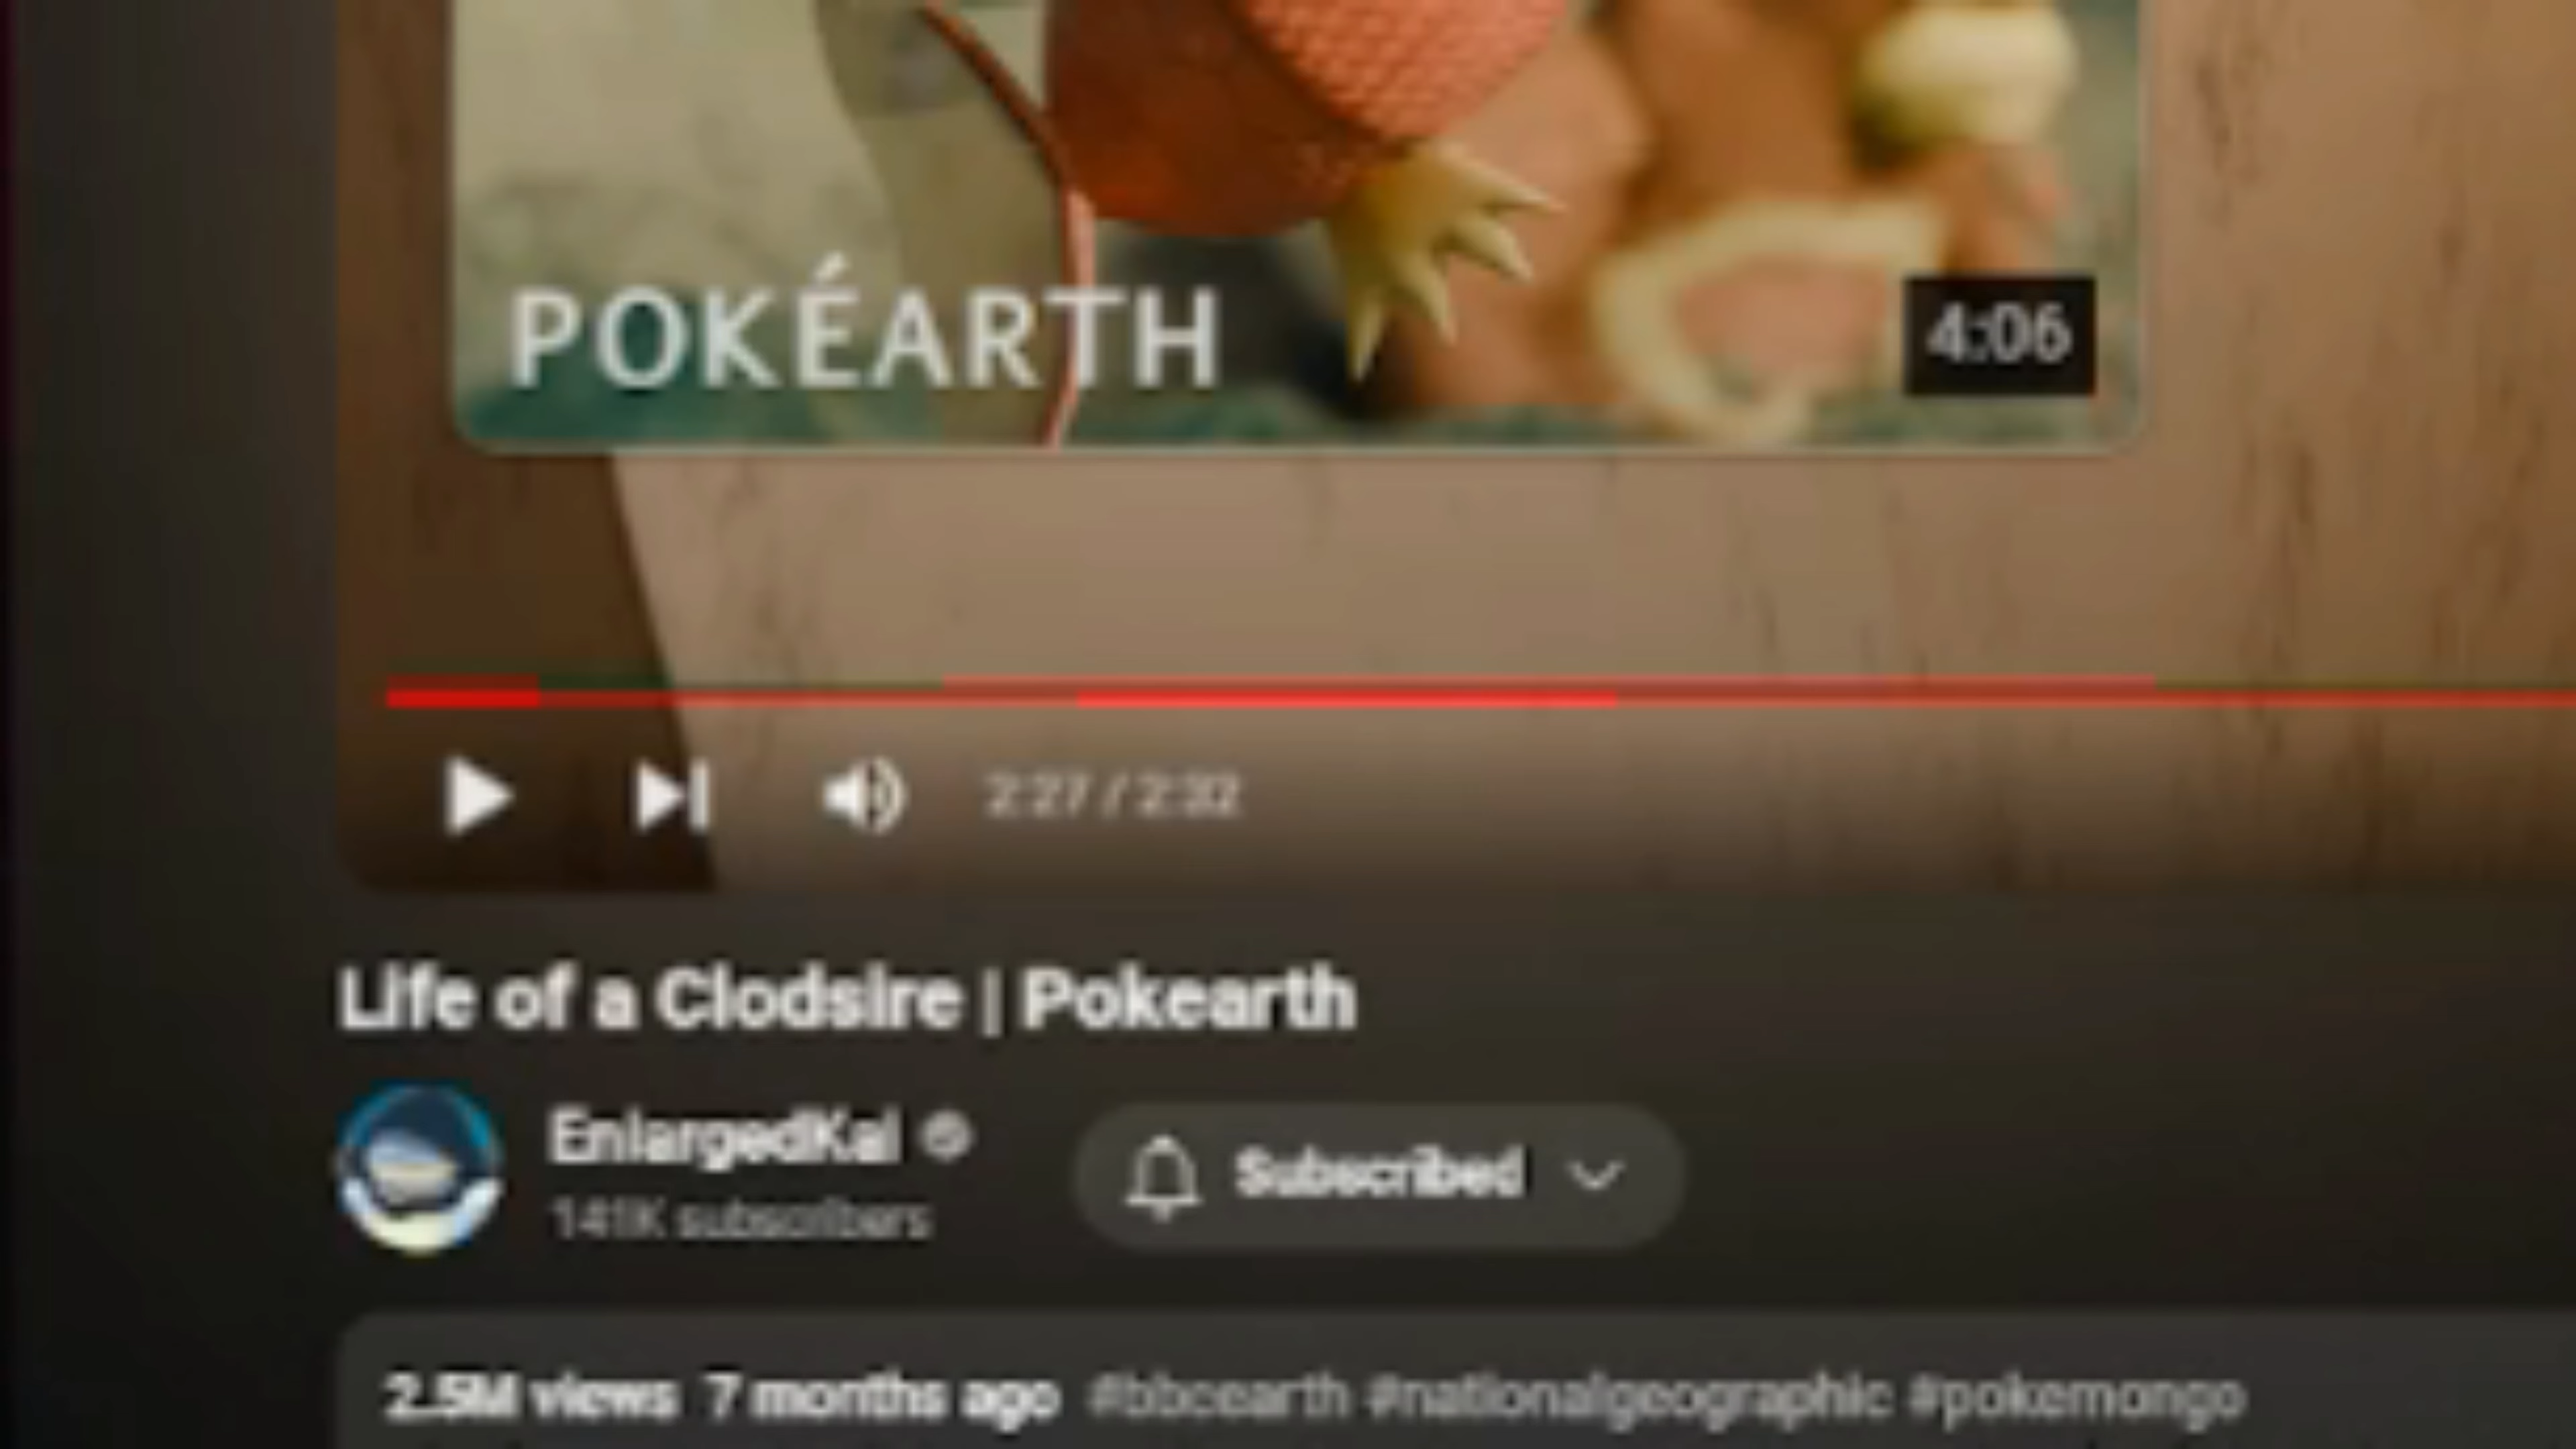 POKÉARTH
4:06
2:27 / 2:32
Life of a Clodsire | Pokearth
EnlargedKai
141K subscribers
Subscribed
2.5M views 7 months ago #bbcearth #nationalgeographic #pokemongo